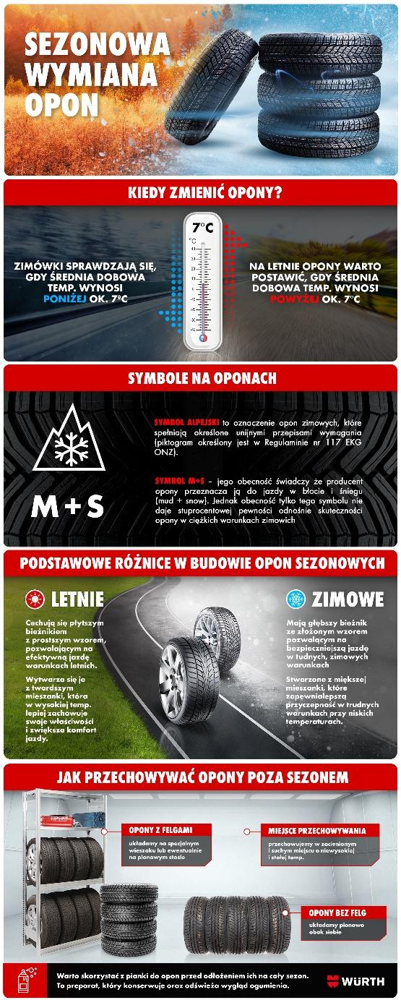 SEZONOWA
WYMIANA
OPON
KIEDY ZMIENIĆ OPONY?
ZIMÓWKI SPRAWDZAJĄ SIĘ,
GDY ŚREDNIA DOBOWA
TEMP. WYNOSI
PONIŻEJ OK. 7ºC
7°C
°C
NA LETNIE OPONY WARTO
POSTAWIĆ, GDY ŚREDNIA
DOBOWA TEMP. WYNOSI
POWYŻEJ OK. 7°C
SYMBOLE NA OPONACH
SYMBOL ALPEJSKI to oznaczenie opon zimowych, które
spełniają określone unijnymi przepisami wymagania
(piktogram określony jest w Regulaminie nr 117 EKG
ONZ).
M+S
SYMBOL M+S – jego obecność świadczy że producent
opony przeznacza ją do jazdy w błocie i śniegu
(mud + snow). Jednak obecność tylko tego symbolu nie
daje stuprocentowej pewności odnośnie skuteczności
opony w ciężkich warunkach zimowich
PODSTAWOWE RÓŻNICE W BUDOWIE OPON SEZONOWYCH
LETNIE
Cechują się płytszym
bieżnikiem
z prostszym wzorem,
pozwalającym na
efektywną jazdę
warunkach letnich.
Wytwarza się je
z twardszym
mieszanki, która
w wysokiej temp.
lepiej zachowuje
swoje właściwości
i zwiększa komfort
jazdy.
ZIMOWE
Mają głębszy bieżnik
ze złożonym wzorem
pozwalącym na
bezpieczniejszą jazdę
w tudnych, zimowych
warunkach
Stworzone z miększej
mieszanki, które
zapewnialepszą
przyczepność w trudnych
warunkach przy niskich
temperaturach.
JAK PRZECHOWYWAĆ OPONY POZA SEZONEM
OPONY Z FELGAMI
układamy na specjalnym
wieszaku lub ewentualnie
na pionowym stosie
MIEJSCE PRZECHOWYWANIA
przechowujemy w zacienionym
i suchym miejscu o niewysokiej
i stałej temp.
OPONY BEZ FELG
układamy pionowo
obok siebie
Warto skorzystać z pianki do opon przed odłożeniem ich na cały sezon.
To preparat, który konserwuje oraz odświeża wygląd ogumienia.
WÜRTH